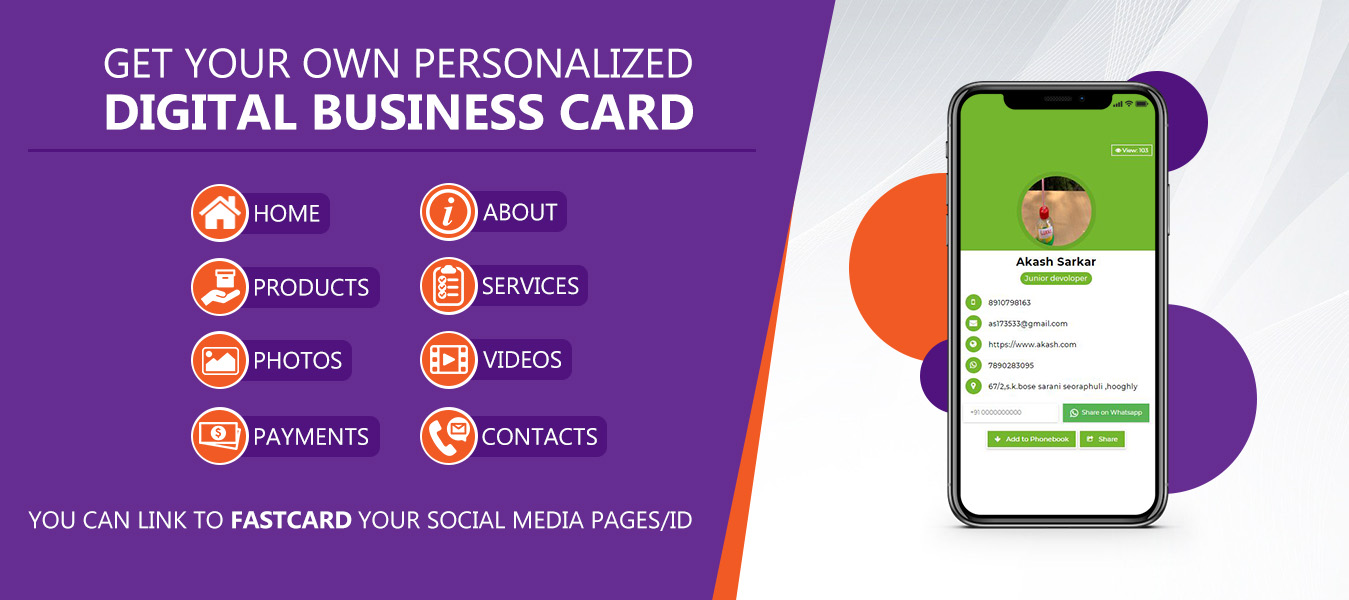 GET YOUR OWN PERSONALIZED
DIGITAL BUSINESS CARD
HOME
ABOUT
PRODUCTS
SERVICES
PHOTOS
VIDEOS
PAYMENTS
CONTACTS
YOU CAN LINK TO FASTCARD YOUR SOCIAL MEDIA PAGES/ID
View: 103
Akash Sarkar
Junior devoloper
8910798163
as173533@gmail.com
https://www.akash.com
7890283095
67/2,s.k.bose sarani seoraphuli ,hooghly
+91 0000000000
Share on Whatsapp
Add to Phonebook
Share